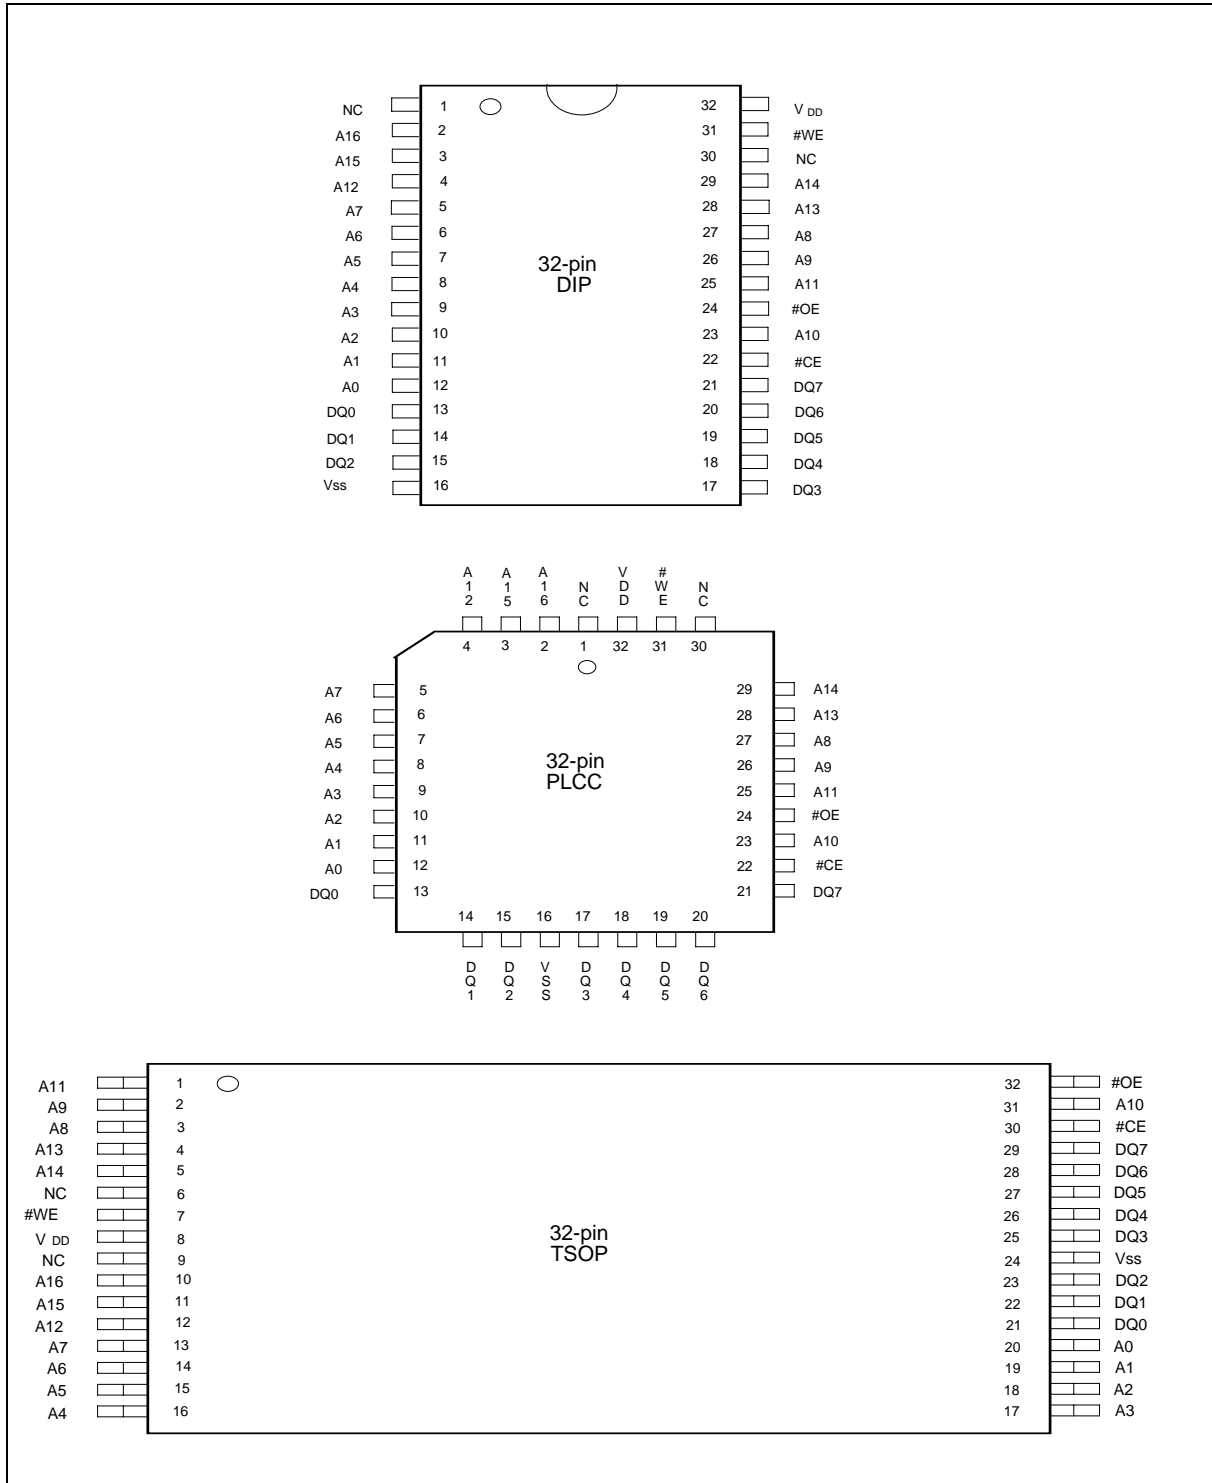 NC 1 32 V DD
A16 2 31 #WE
A15 3 30 NC
A12 4 29 A14
A7 5 28 A13
A6 6 27 A8
A5 7 26 A9
32-pin
DIP
A4 8 25 A11
A3 9 24 #OE
A2 10 23 A10
A1 11 22 #CE
A0 12 21 DQ7
DQ0 13 20 DQ6
DQ1 14 19 DQ5
DQ2 15 18 DQ4
Vss 16 17 DQ3
A12 A15 A16 NC VDD #WE NC
4 3 2 1 32 31 30
A7 5 29 A14
A6 6 28 A13
A5 7 27 A8
32-pin
PLCC
A4 8 26 A9
A3 9 25 A11
A2 10 24 #OE
A1 11 23 A10
A0 12 22 #CE
DQ0 13 21 DQ7
14 15 16 17 18 19 20
DQ1 DQ2 VSS DQ3 DQ4 DQ5 DQ6
A11 1 32 #OE
A9 2 31 A10
A8 3 30 #CE
A13 4 29 DQ7
A14 5 28 DQ6
NC 6 27 DQ5
#WE 7 26 DQ4
32-pin
TSOP
V DD 8 25 DQ3
NC 9 24 Vss
A16 10 23 DQ2
A15 11 22 DQ1
A12 12 21 DQ0
A7 13 20 A0
A6 14 19 A1
A5 15 18 A2
A4 16 17 A3